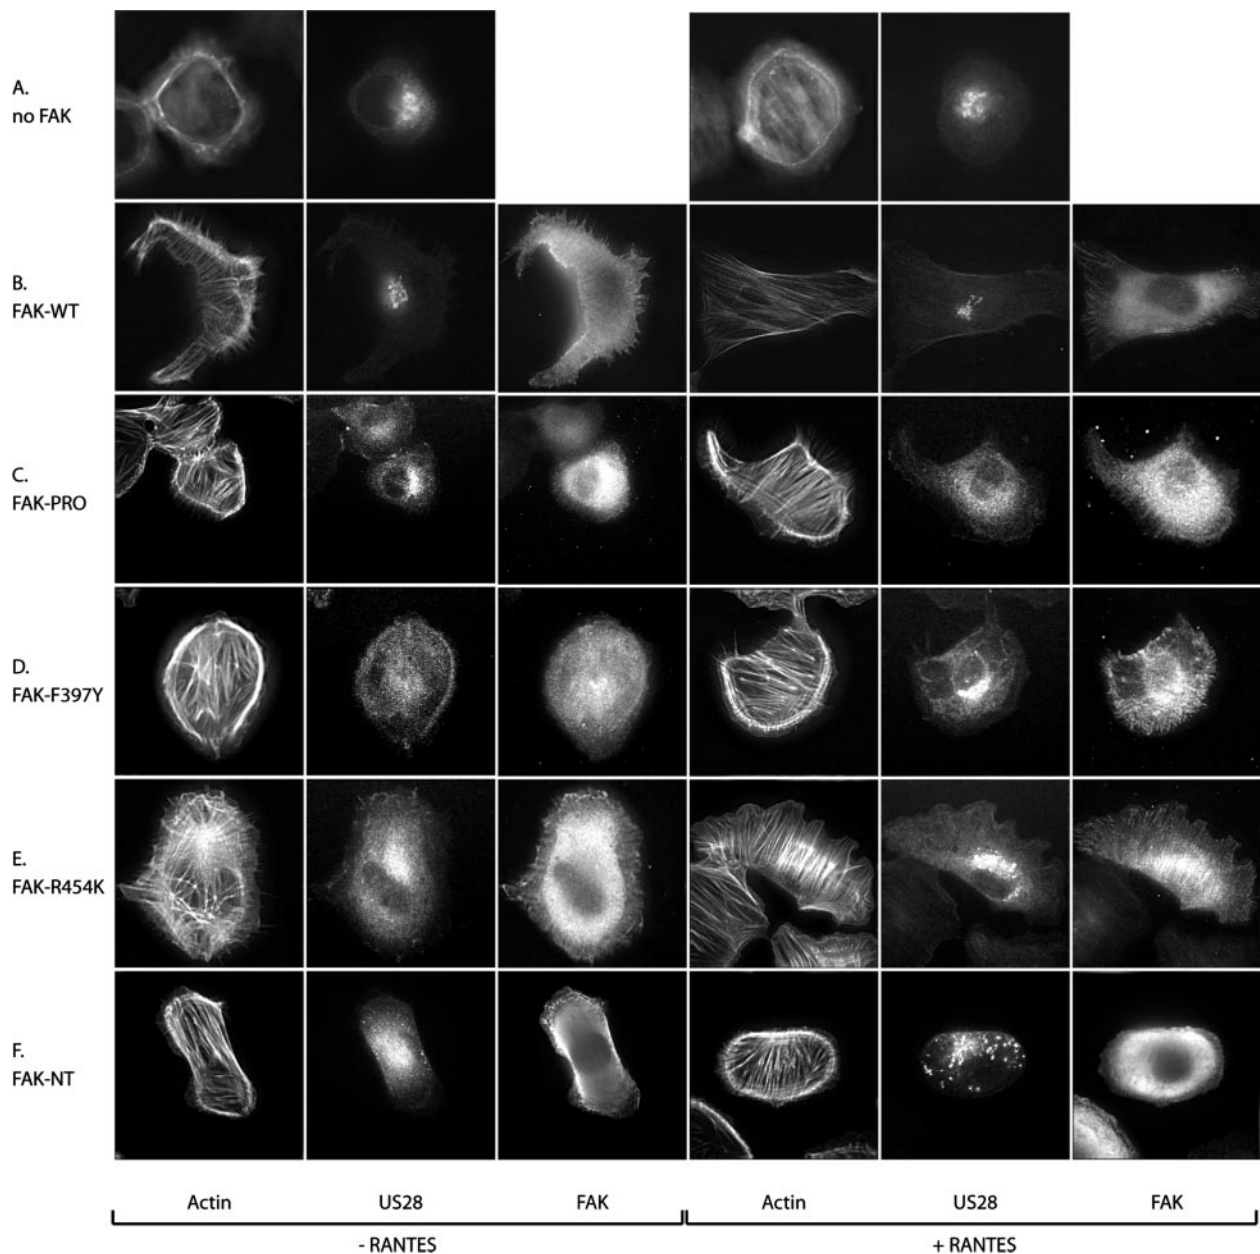 A.
no FAK
B.
FAK-WT
C.
FAK-PRO
D.
FAK-F397Y
E.
FAK-R454K
F.
FAK-NT
Actin US28 FAK Actin US28 FAK
- RANTES + RANTES